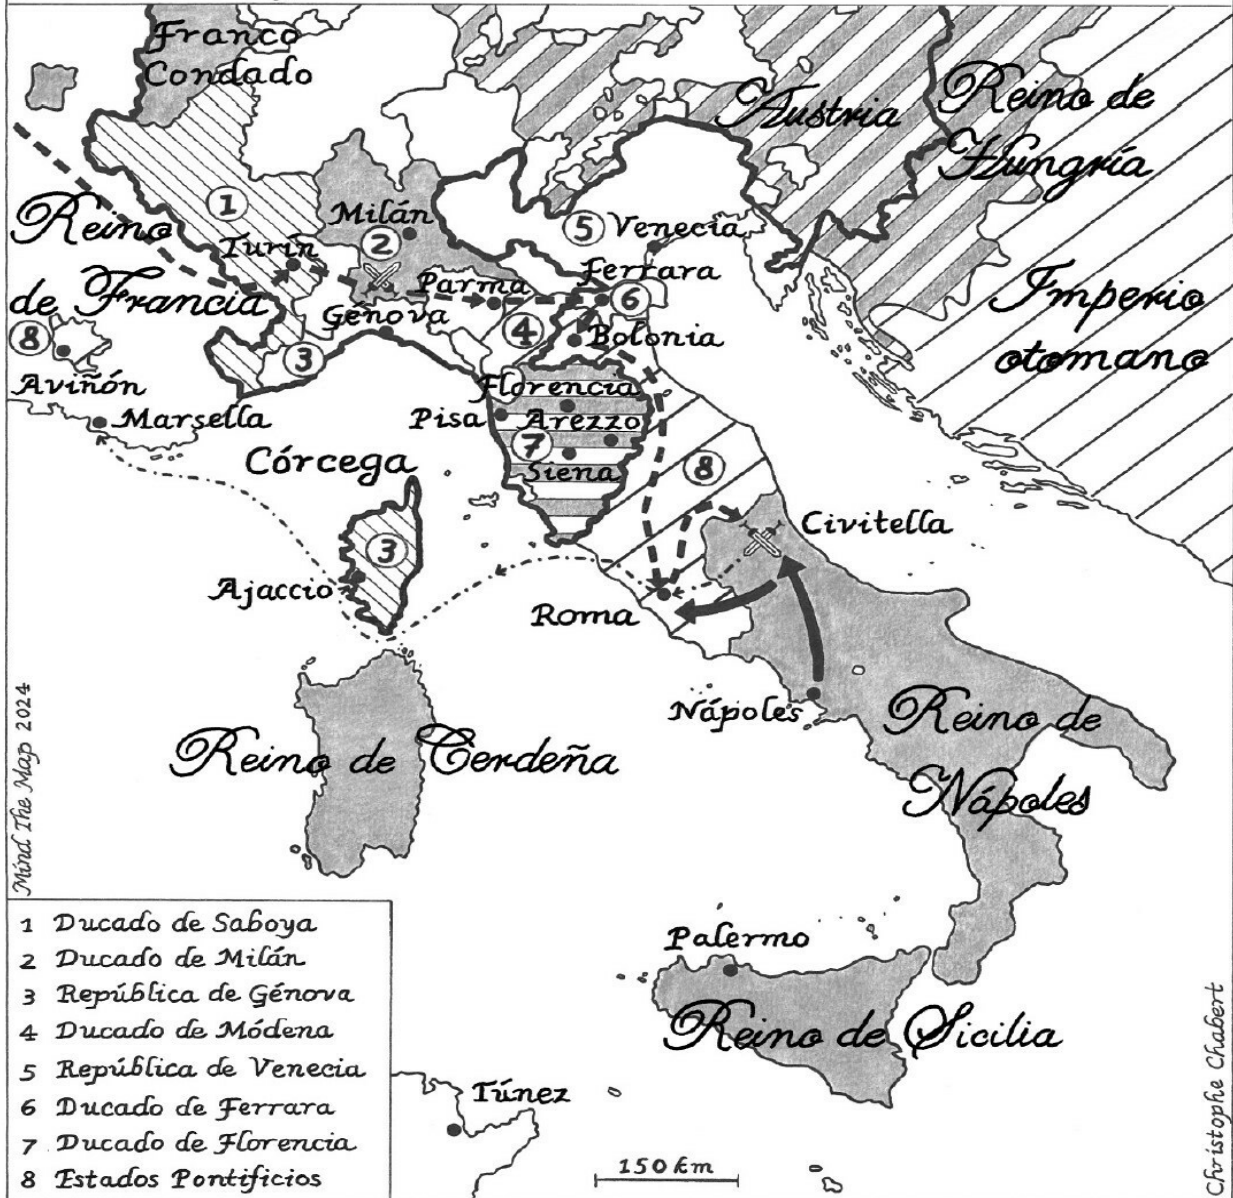 Franco
Condado
Austria
Reino de
Hungría
Reino
de Francia
1
Milán
2
Turín
5 Venecia
Ferrara
Parma
6
Génova
4
Bolonia
3
8
Aviñón
Marsella
Imperio
otomano
Florencia
Pisa
Arezzo
7
Siena
8
Córcega
3
Ajaccio
Civitella
Roma
Nápoles
Reino de
Nápoles
Reino de Cerdeña
Palermo
Reino de Sicilia
Túnez
150 km
1 Ducado de Saboya
2 Ducado de Milán
3 República de Génova
4 Ducado de Módena
5 República de Venecia
6 Ducado de Ferrara
7 Ducado de Florencia
8 Estados Pontificios
Mind The Map 2024
Christophe Chabert